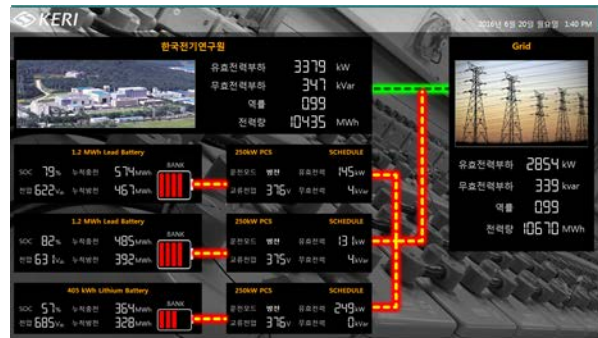 KERI
2016년 6월 20일 월요일 1:40 PM
한국전기연구원
유효전력부하 3379 kW
무효전력부하 347 kVar
역률 0.99
전력량 10435 MWh
Grid
유효전력부하 2854 kW
무효전력부하 339 kvar
역률 0.99
전력량 10670 MWh
1.2 MWh Lead Battery
BANK
SOC 79% 누적충전 574 MWh
전압 622 누적방전 467 MWh
250kW PCS SCHEDULE
운전모드 방전 유효전력 145 kW
교류전압 376 V 무효전력 4 kVar
1.2 MWh Lead Battery
BANK
SOC 82% 누적충전 485 MWh
전압 631 누적방전 392 MWh
250kW PCS SCHEDULE
운전모드 방전 유효전력 131 kW
교류전압 375 V 무효전력 4 kVar
405 kWh Lithium Battery
BANK
SOC 57% 누적충전 364 MWh
전압 685 누적방전 328 MWh
250kW PCS SCHEDULE
운전모드 방전 유효전력 249 kW
교류전압 376 V 무효전력 0 kVar